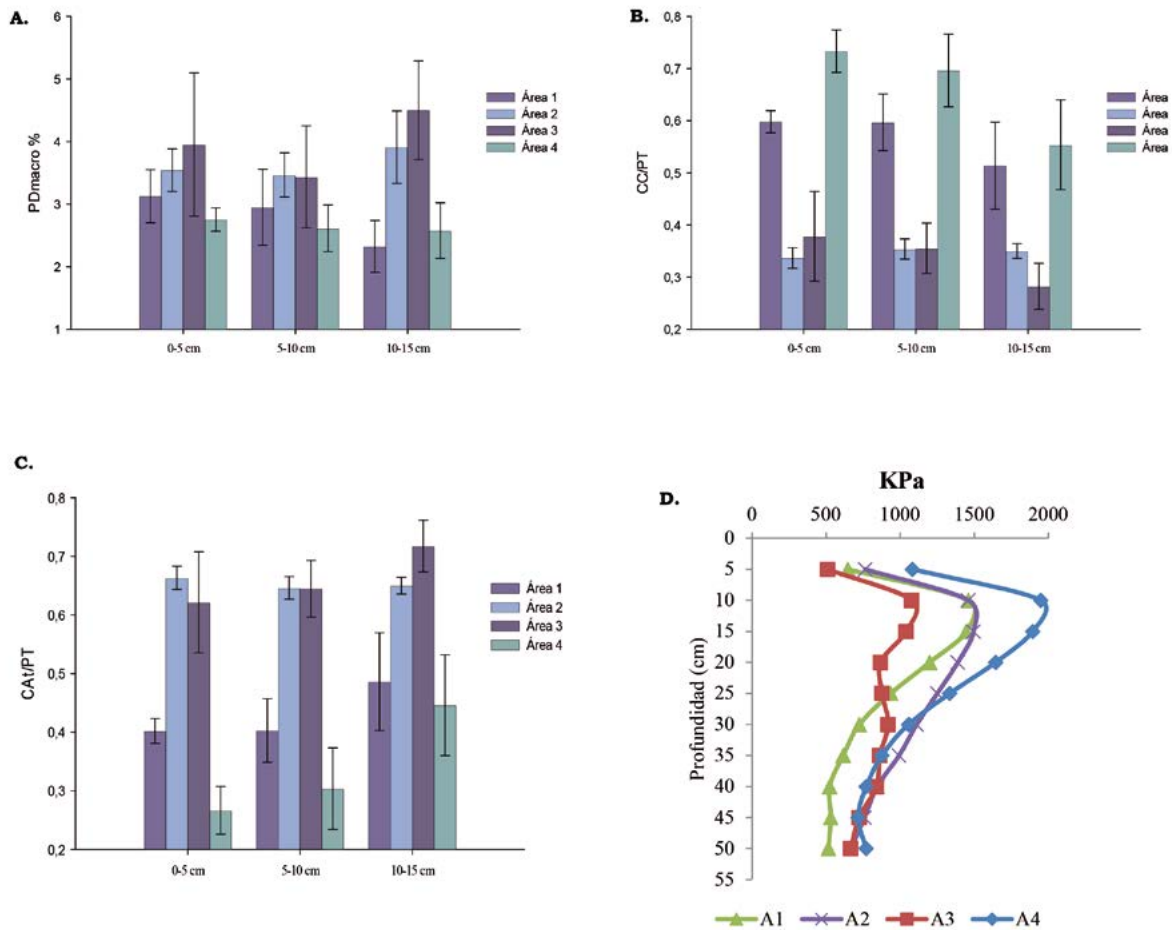 A.
6
5
4
3
2
1
PDmacro %
0-5 cm
5-10 cm
10-15 cm
Área 1
Área 2
Área 3
Área 4
B.
0,8
0,7
0,6
0,5
0,4
0,3
0,2
CC/PT
0-5 cm
5-10 cm
10-15 cm
Área
Área
Área
Área
C.
0,8
0,7
0,6
0,5
0,4
0,3
0,2
CAt/PT
0-5 cm
5-10 cm
10-15 cm
Área 1
Área 2
Área 3
Área 4
D.
KPa
0 500 1000 1500 2000
0
5
10
15
20
25
30
35
40
45
50
55
Profundidad (cm)
A1 A2 A3 A4